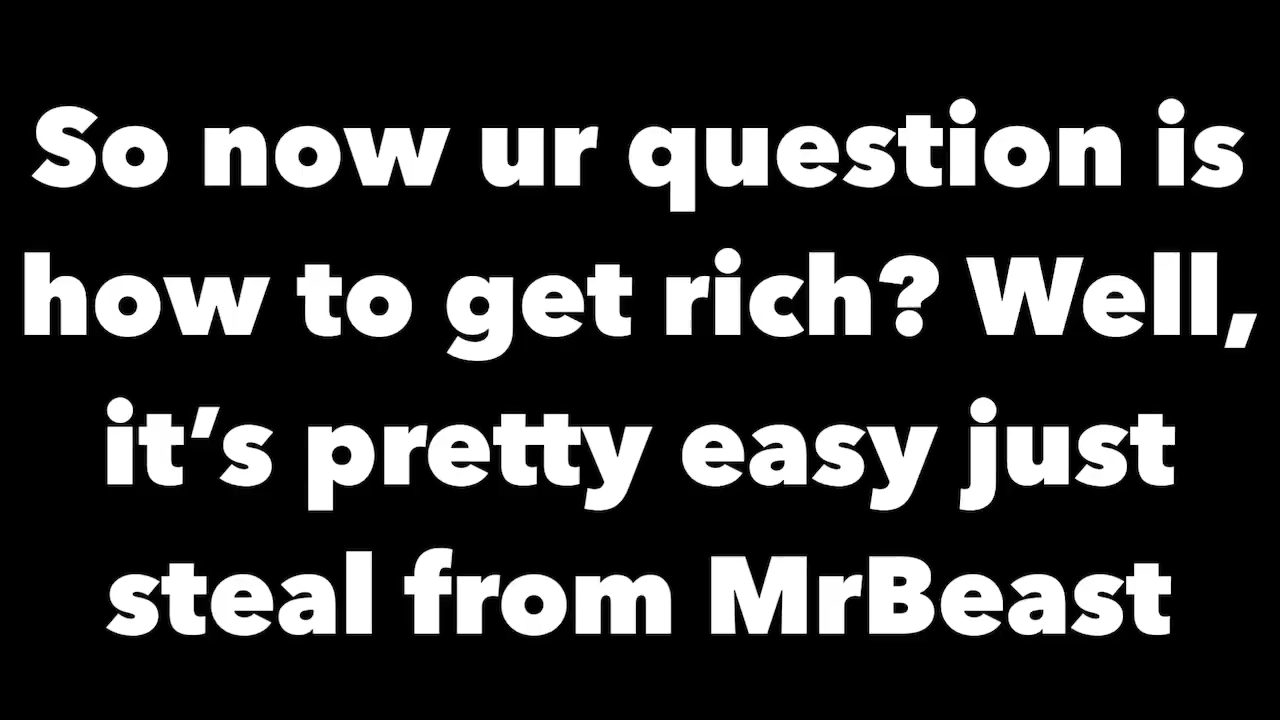 So now ur question is
how to get rich? Well,
it’s pretty easy just
steal from MrBeast